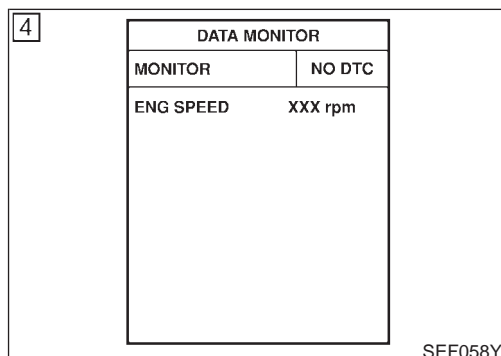 4
DATA MONITOR
MONITOR NO DTC
ENG SPEED XXX rpm
SEF058Y